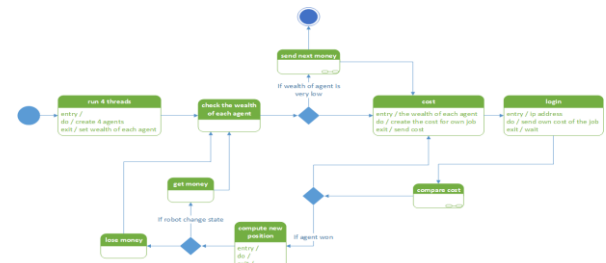 send next money
If wealth of agent is
very low
run 4 threads
entry /
do / create 4 agents
exit / set wealth of each agent
check the wealth
of each agent
cost
entry / the wealth of each agent
do / create the cost for own job
exit / send cost
login
entry / ip address
do / send own cost of the job
exit / wait
get money
compare cost
If robot change state
If agent won
lose money
compute new
position
entry /
do /